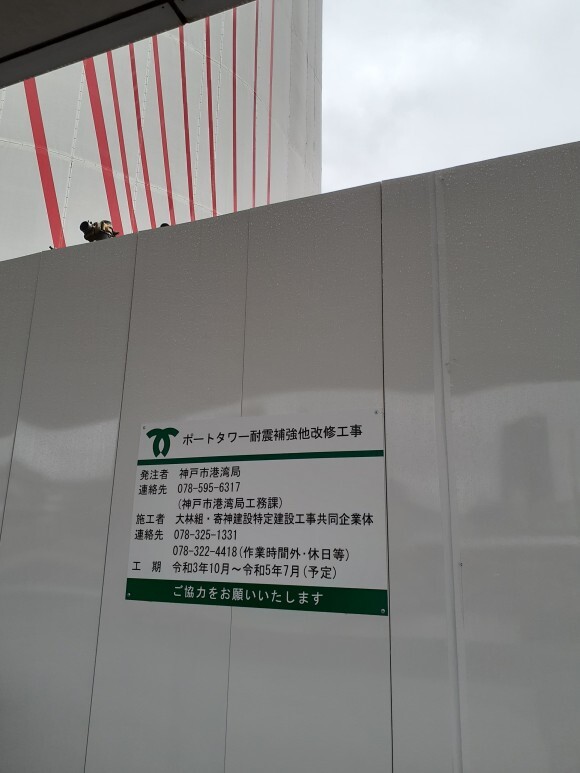 ポートタワー耐震補強他改修工事
発注者 神戸市港湾局
連絡先 078-595-6317
(神戸市港湾局工務課)
施工者 大林組・寄神建設特定建設工事共同企業体
連絡先 078-325-1331
078-322-4418(作業時間外・休日等)
工 期 令和3年10月～令和5年7月(予定)
ご協力をお願いいたします